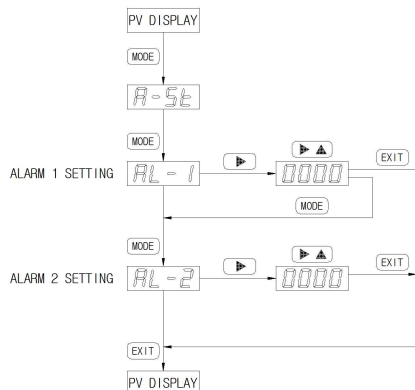 PV DISPLAY
MODE
A-St
MODE
ALARM 1 SETTING AL-1 0000 EXIT
MODE
MODE
ALARM 2 SETTING AL-2 0000 EXIT
EXIT
PV DISPLAY